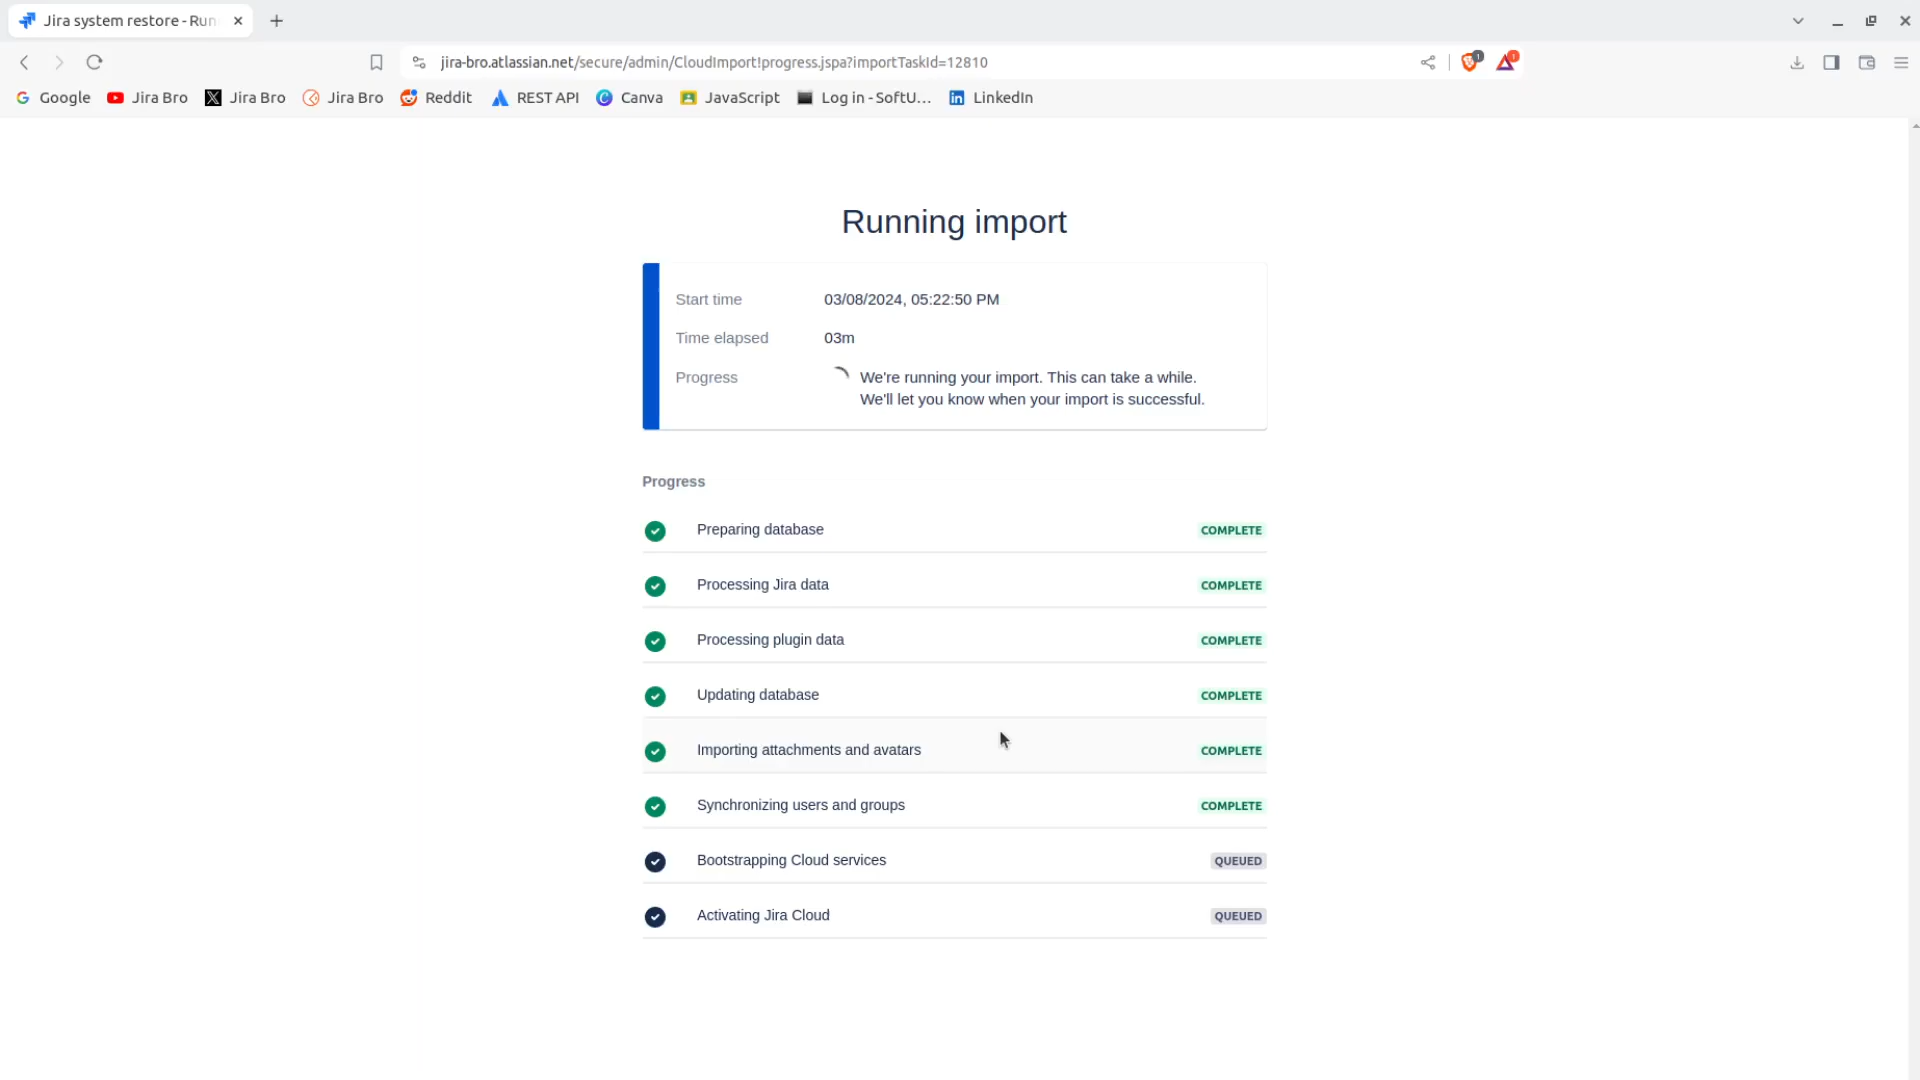 Jira system restore - Run
jira-bro.atlassian.net/secure/admin/CloudImport!progress.jspa?importTaskId=12810
1
1
Google
Jira Bro
Jira Bro
Jira Bro
Reddit
REST API
Canva
JavaScript
Log in - SoftU...
LinkedIn
Running import
Start time 03/08/2024, 05:22:50 PM
Time elapsed 03m
Progress We're running your import. This can take a while.
We'll let you know when your import is successful.
Progress
Preparing database COMPLETE
Processing Jira data COMPLETE
Processing plugin data COMPLETE
Updating database COMPLETE
Importing attachments and avatars COMPLETE
Synchronizing users and groups COMPLETE
Bootstrapping Cloud services QUEUED
Activating Jira Cloud QUEUED